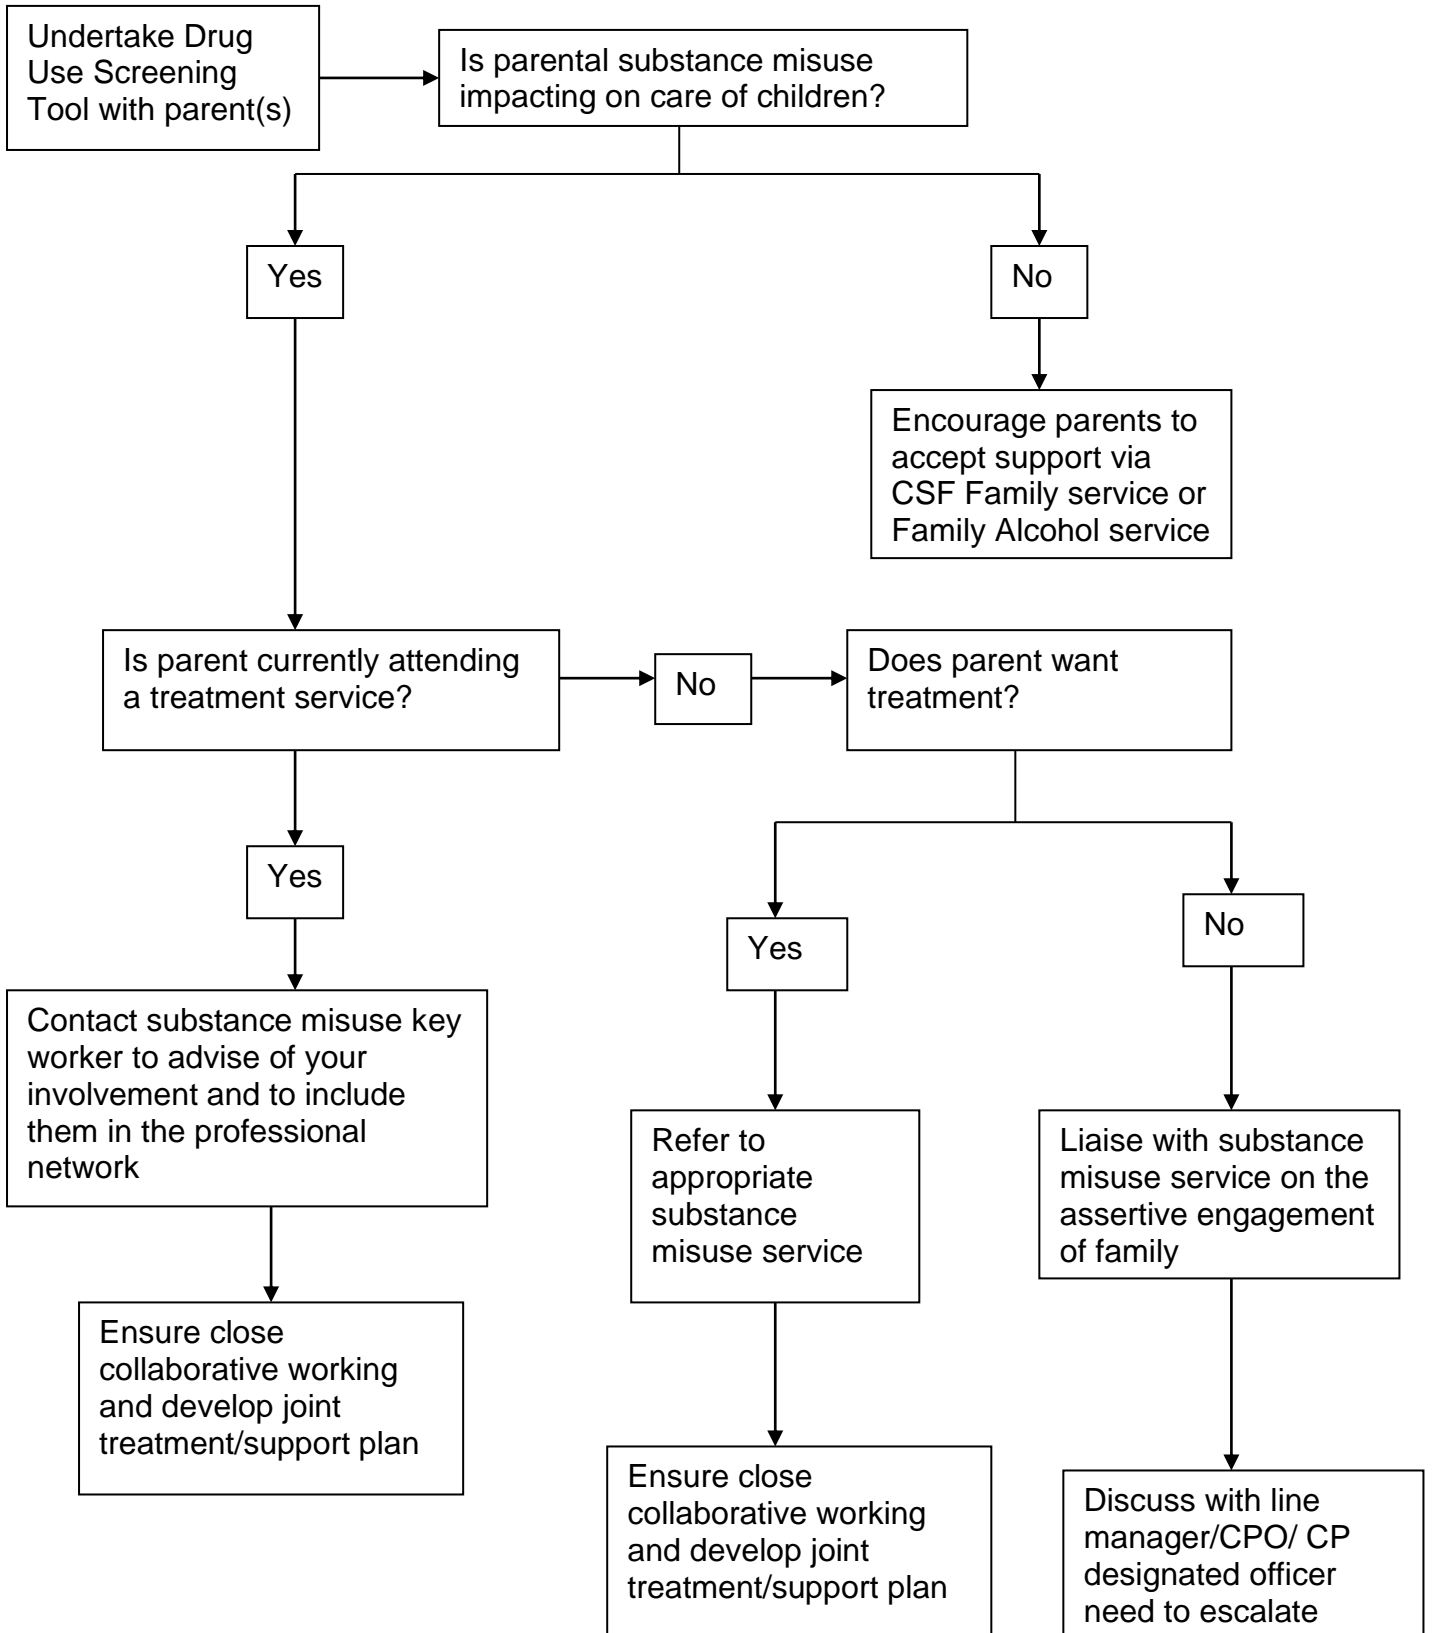 Undertake Drug
Use Screening
Tool with parent(s)
Is parental substance misuse
impacting on care of children?
Yes
No
Encourage parents to
accept support via
CSF Family service or
Family Alcohol service
Is parent currently attending
a treatment service?
No
Does parent want
treatment?
Yes
Yes
No
Contact substance misuse key
worker to advise of your
involvement and to include
them in the professional
network
Refer to
appropriate
substance
misuse service
Liaise with substance
misuse service on the
assertive engagement
of family
Ensure close
collaborative working
and develop joint
treatment/support plan
Ensure close
collaborative working
and develop joint
treatment/support plan
Discuss with line
manager/CPO/ CP
designated officer
need to escalate